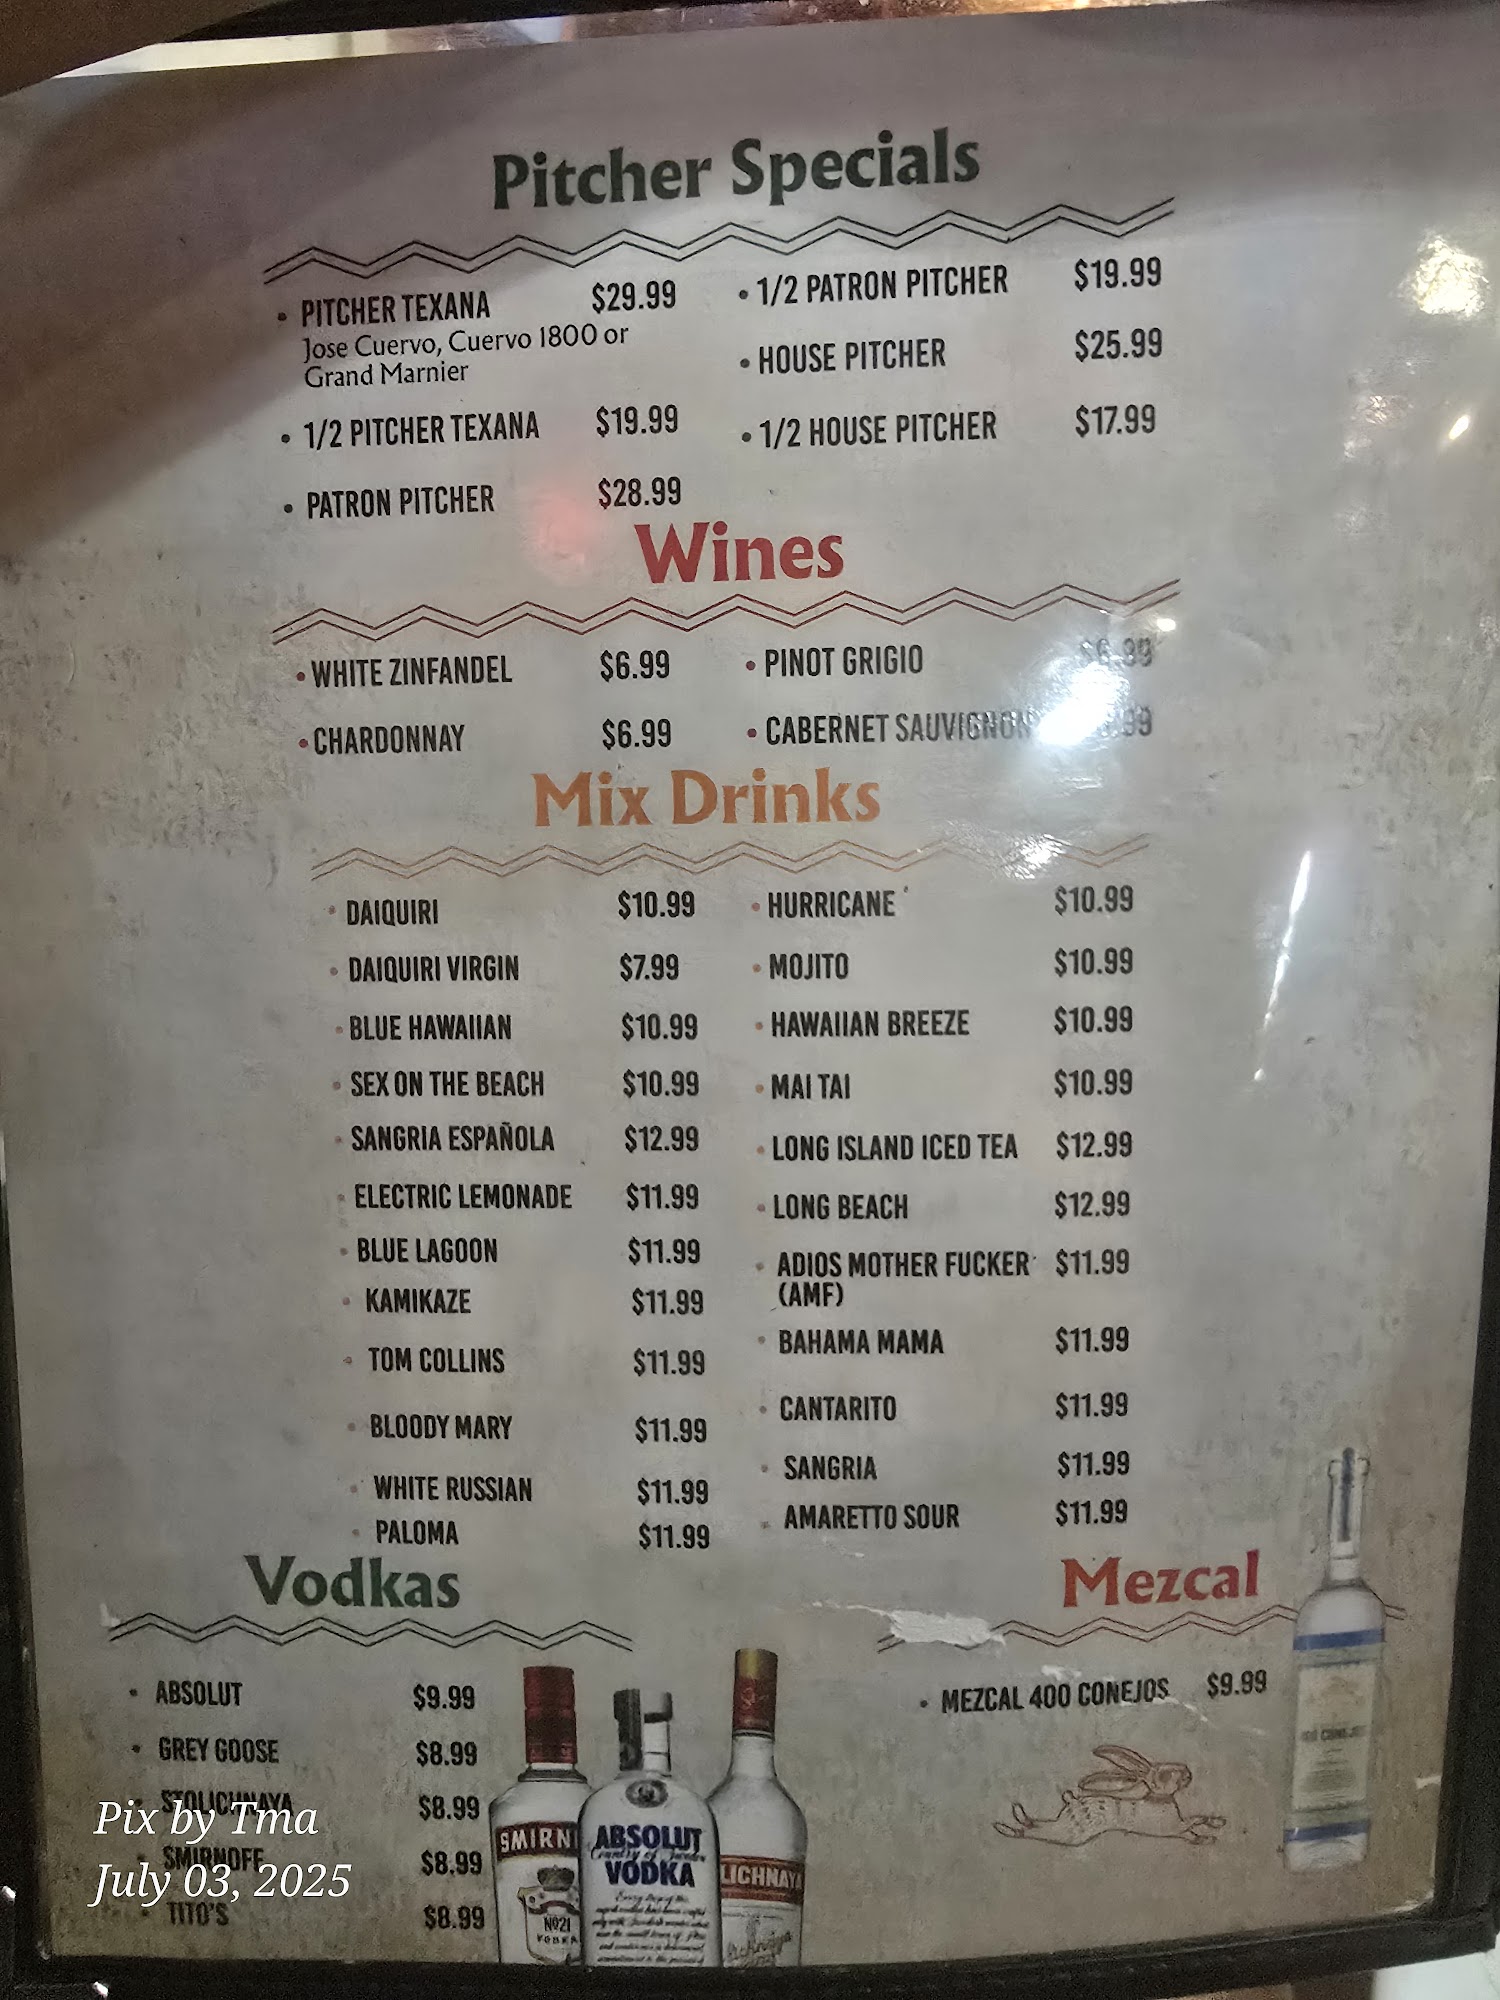 Pitcher Specials
• PITCHER TEXANA $29.99
Jose Cuervo, Cuervo 1800 or
Grand Marnier
• 1/2 PITCHER TEXANA $19.99
• PATRON PITCHER $28.99
• 1/2 PATRON PITCHER $19.99
• HOUSE PITCHER $25.99
• 1/2 HOUSE PITCHER $17.99
Wines
• WHITE ZINFANDEL $6.99
• CHARDONNAY $6.99
• PINOT GRIGIO
• CABERNET SAUVIGNON
Mix Drinks
• DAIQUIRI $10.99
• DAIQUIRI VIRGIN $7.99
• BLUE HAWAIIAN $10.99
• SEX ON THE BEACH $10.99
• SANGRIA ESPAÑOLA $12.99
• ELECTRIC LEMONADE $11.99
• BLUE LAGOON $11.99
• KAMIKAZE $11.99
• TOM COLLINS $11.99
• BLOODY MARY $11.99
• WHITE RUSSIAN $11.99
• PALOMA $11.99
• HURRICANE $10.99
• MOJITO $10.99
• HAWAIIAN BREEZE $10.99
• MAI TAI $10.99
• LONG ISLAND ICED TEA $12.99
• LONG BEACH $12.99
• ADIOS MOTHER FUCKER $11.99
(AMF)
• BAHAMA MAMA $11.99
• CANTARITO $11.99
• SANGRIA $11.99
• AMARETTO SOUR $11.99
Vodkas
• ABSOLUT $9.99
• GREY GOOSE $8.99
• STOLICHNAYA $8.99
• SMIRNOFF $8.99
• TITO'S $8.99
SMIRN
Nº21
VODKA
ABSOLUT
Country of Sweden
VODKA
LICHNAYA
Mezcal
• MEZCAL 400 CONEJOS $9.99
Pix by Tma
July 03, 2025